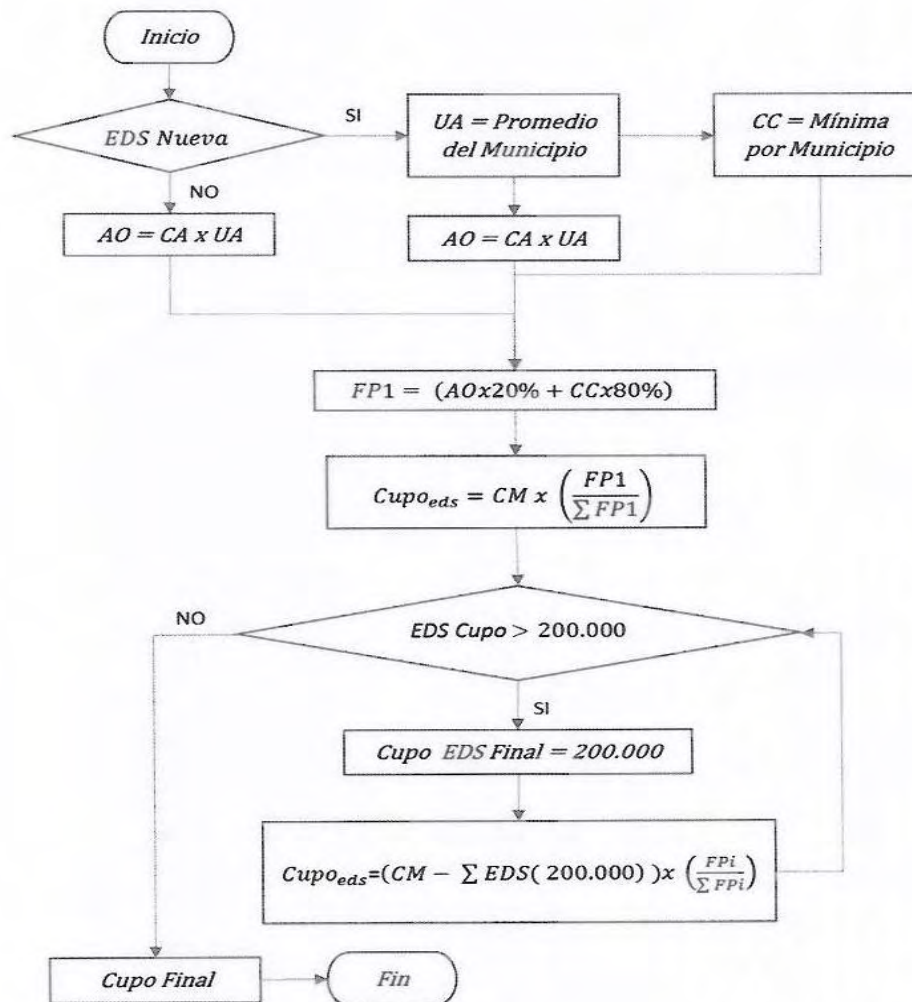 Inicio
EDS Nueva
SI
UA = Promedio
del Municipio
CC = Mínima
por Municipio
NO
AO = CA x UA
AO = CA x UA
FP1 = (AOx20% + CCx80%)
Cupo_eds = CM x (FP1 / ∑ FP1)
EDS Cupo > 200.000
NO
SI
Cupo EDS Final = 200.000
Cupo_eds=(CM − ∑ EDS( 200.000) )x (FPi / ∑ FPi)
Cupo Final
Fin